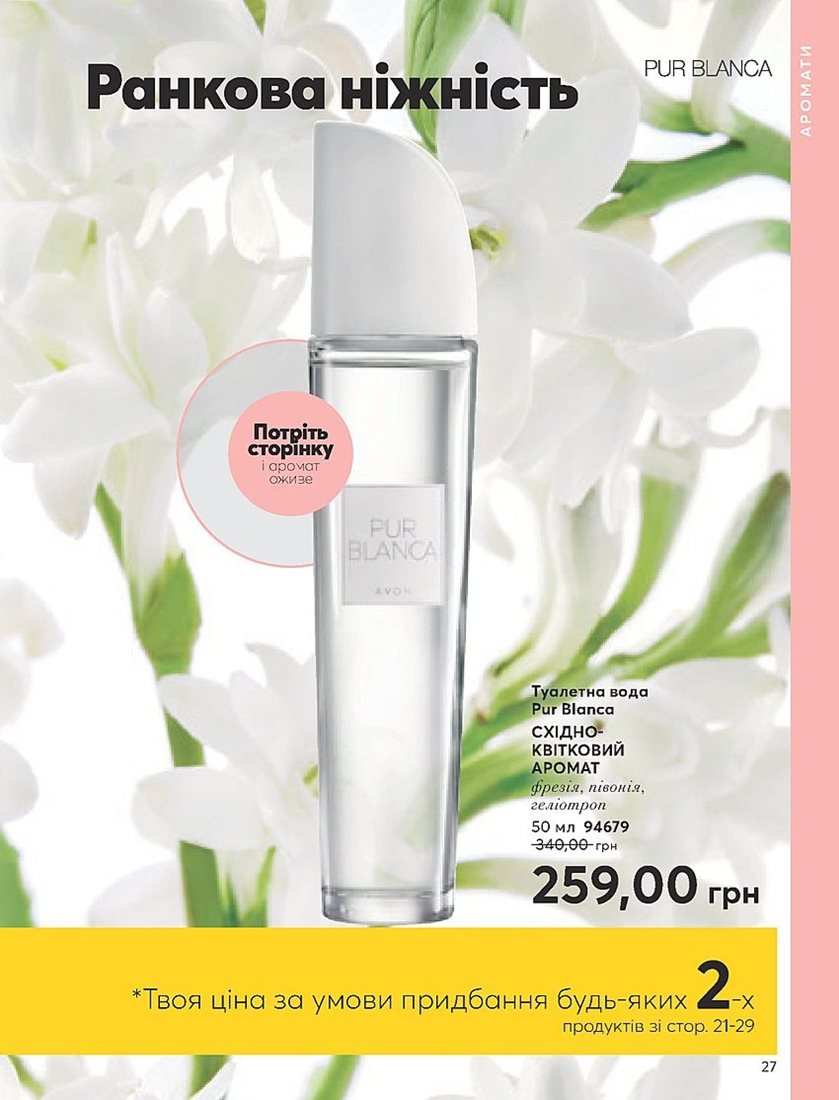 Ранкова ніжність
PUR BLANCA
АРОМАТИ
Потріть
сторінку
і аромат
оживе
PUR
BLANCA
AVON
Туалетна вода
Pur Blanca
СХІДНО-
КВІТКОВИЙ
АРОМАТ
фрезія, півонія,
геліотроп
50 мл 94679
340,00 грн
259,00 грн
*Твоя ціна за умови придбання будь-яких 2-х
продуктів зі стор. 21-29
27